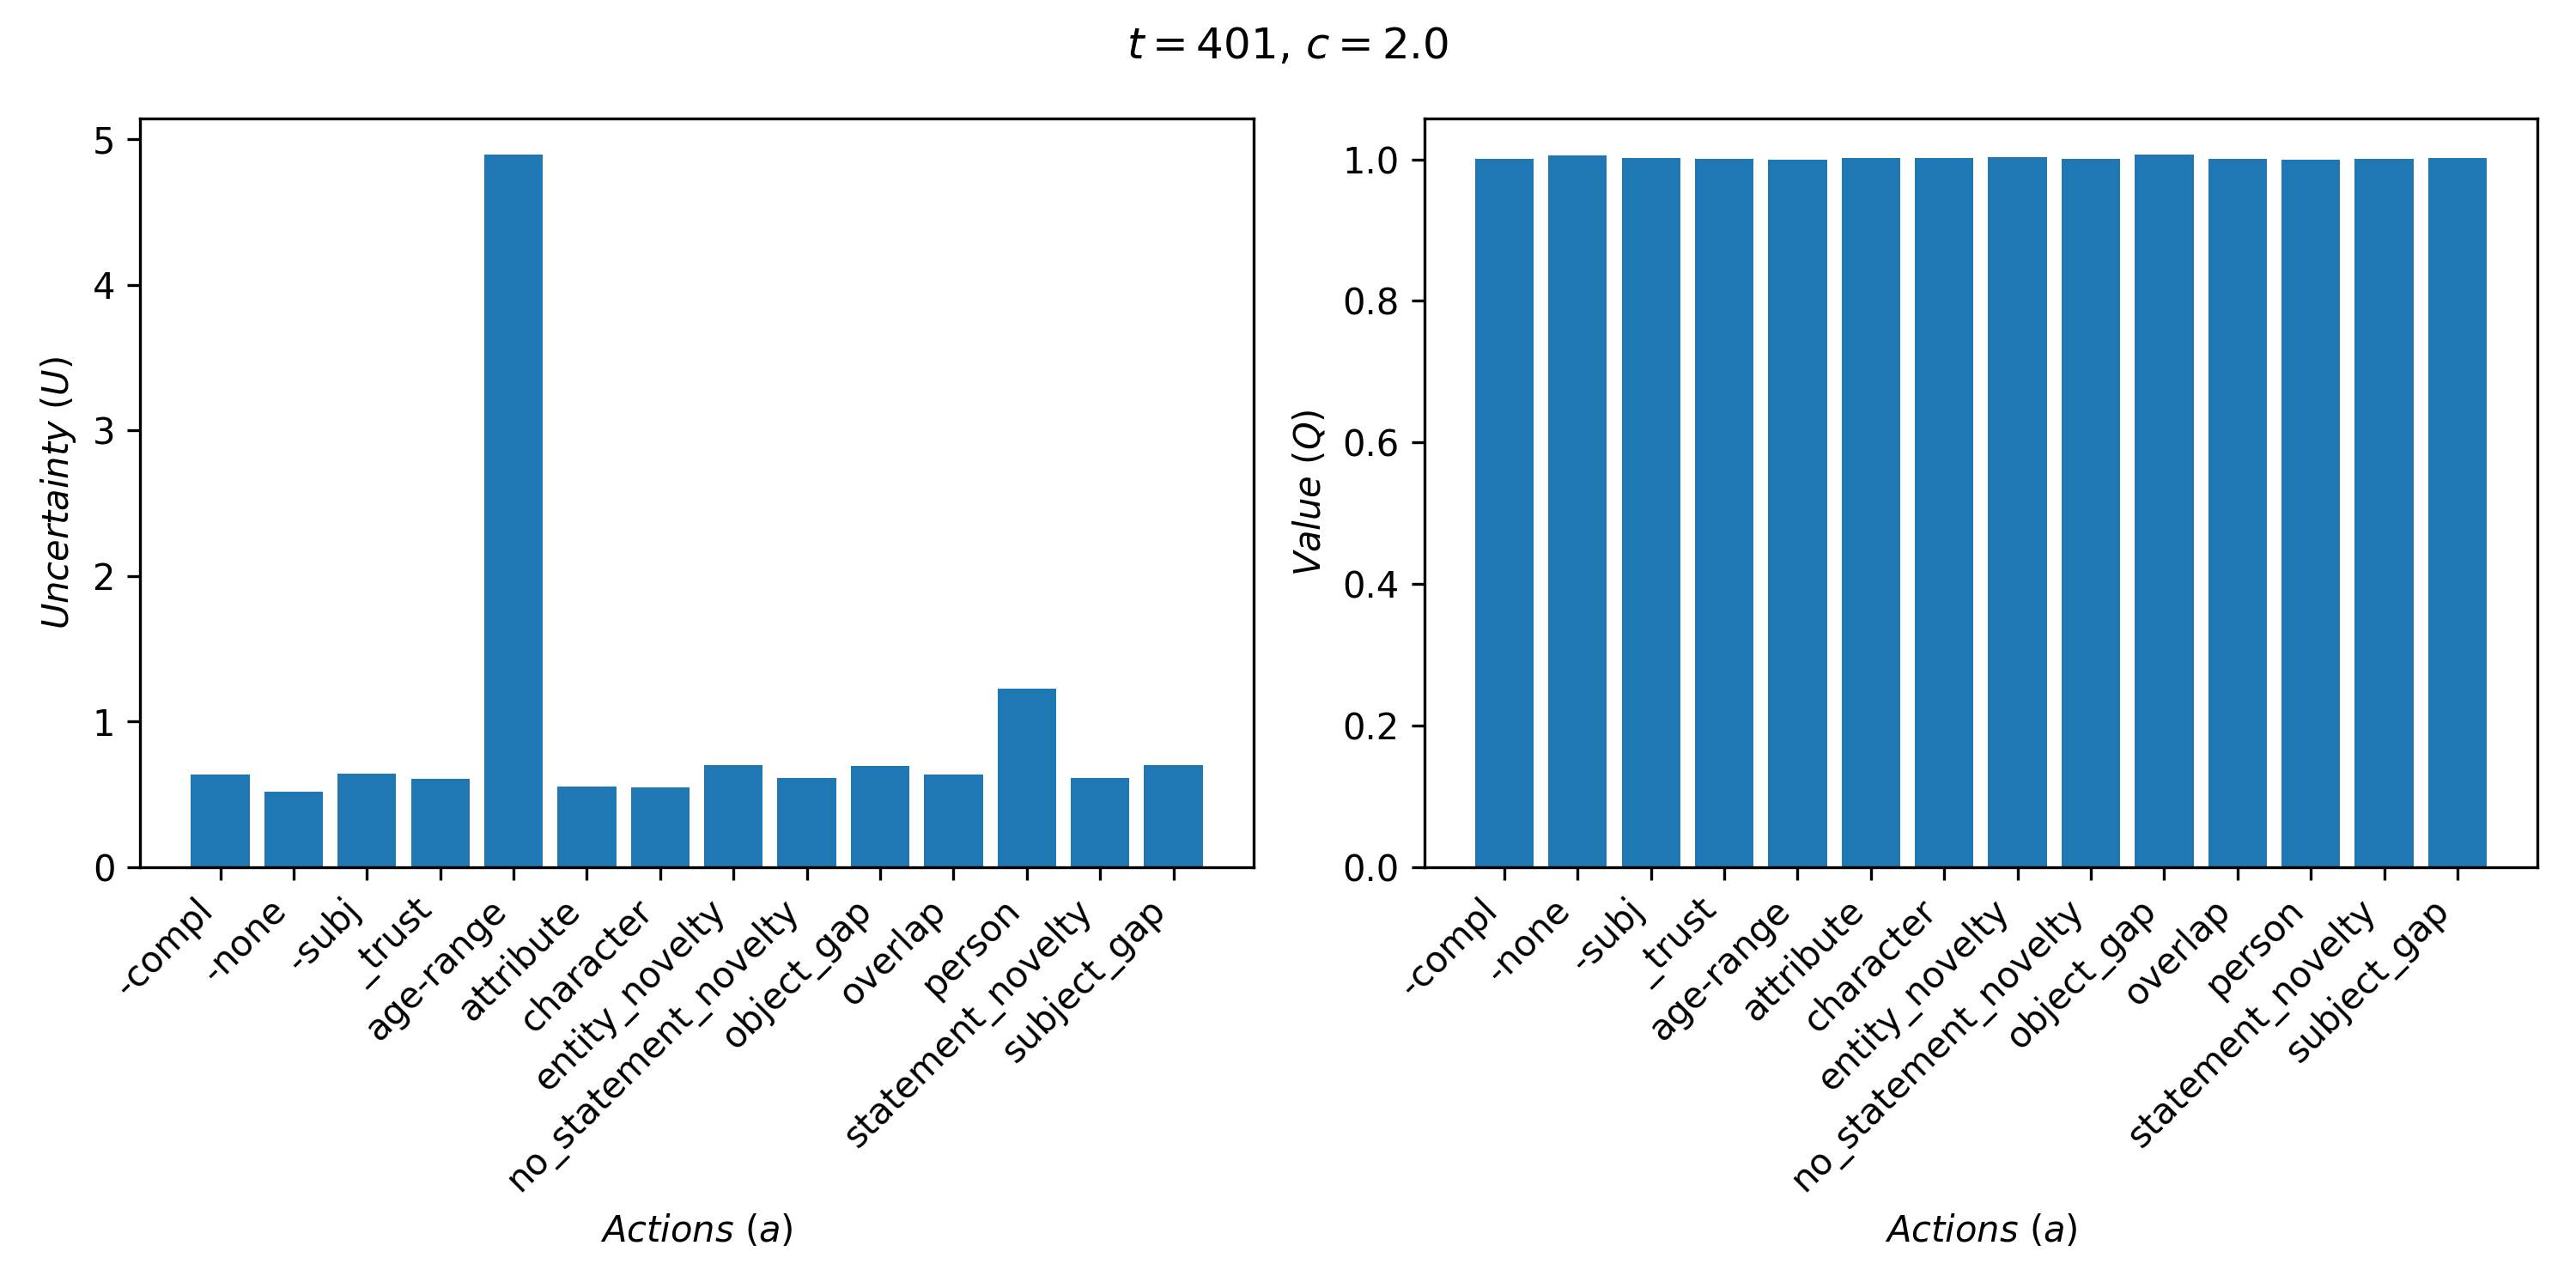 t = 401, c = 2.0
Uncertainty (U)
5
4
3
2
1
0
-compl
-none
-subj
_trust
age-range
attribute
character
entity_novelty
no_statement_novelty
object_gap
overlap
person
statement_novelty
subject_gap
Actions (a)
Value (Q)
1.0
0.8
0.6
0.4
0.2
0.0
-compl
-none
-subj
_trust
age-range
attribute
character
entity_novelty
no_statement_novelty
object_gap
overlap
person
statement_novelty
subject_gap
Actions (a)